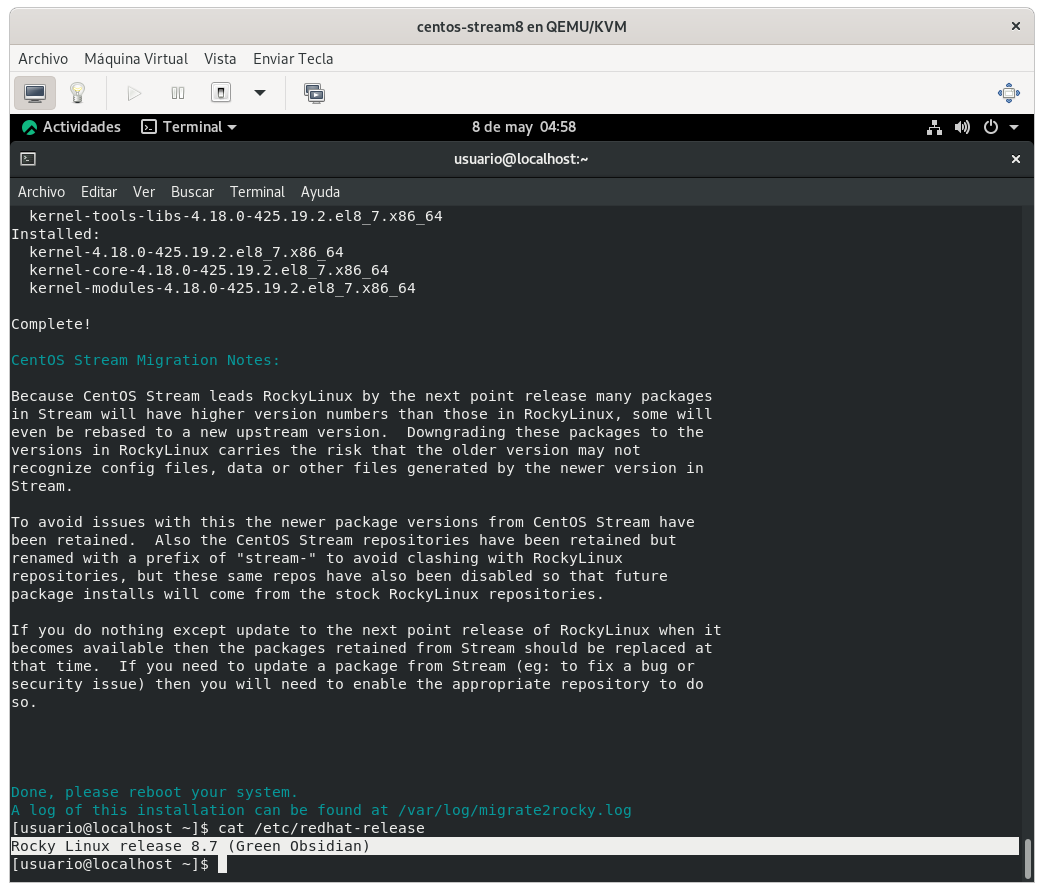 centos-stream8 en QEMU/KVM
Archivo Máquina Virtual Vista Enviar Tecla
Actividades Terminal 8 de may 04:58
usuario@localhost:~
Archivo Editar Ver Buscar Terminal Ayuda
  kernel-tools-libs-4.18.0-425.19.2.el8_7.x86_64
Installed:
  kernel-4.18.0-425.19.2.el8_7.x86_64
  kernel-core-4.18.0-425.19.2.el8_7.x86_64
  kernel-modules-4.18.0-425.19.2.el8_7.x86_64
Complete!
CentOS Stream Migration Notes:
Because CentOS Stream leads RockyLinux by the next point release many packages
in Stream will have higher version numbers than those in RockyLinux, some will
even be rebased to a new upstream version.  Downgrading these packages to the
versions in RockyLinux carries the risk that the older version may not
recognize config files, data or other files generated by the newer version in
Stream.
To avoid issues with this the newer package versions from CentOS Stream have
been retained.  Also the CentOS Stream repositories have been retained but
renamed with a prefix of "stream-" to avoid clashing with RockyLinux
repositories, but these same repos have also been disabled so that future
package installs will come from the stock RockyLinux repositories.
If you do nothing except update to the next point release of RockyLinux when it
becomes available then the packages retained from Stream should be replaced at
that time.  If you need to update a package from Stream (eg: to fix a bug or
security issue) then you will need to enable the appropriate repository to do
so.
Done, please reboot your system.
A log of this installation can be found at /var/log/migrate2rocky.log
[usuario@localhost ~]$ cat /etc/redhat-release
Rocky Linux release 8.7 (Green Obsidian)
[usuario@localhost ~]$